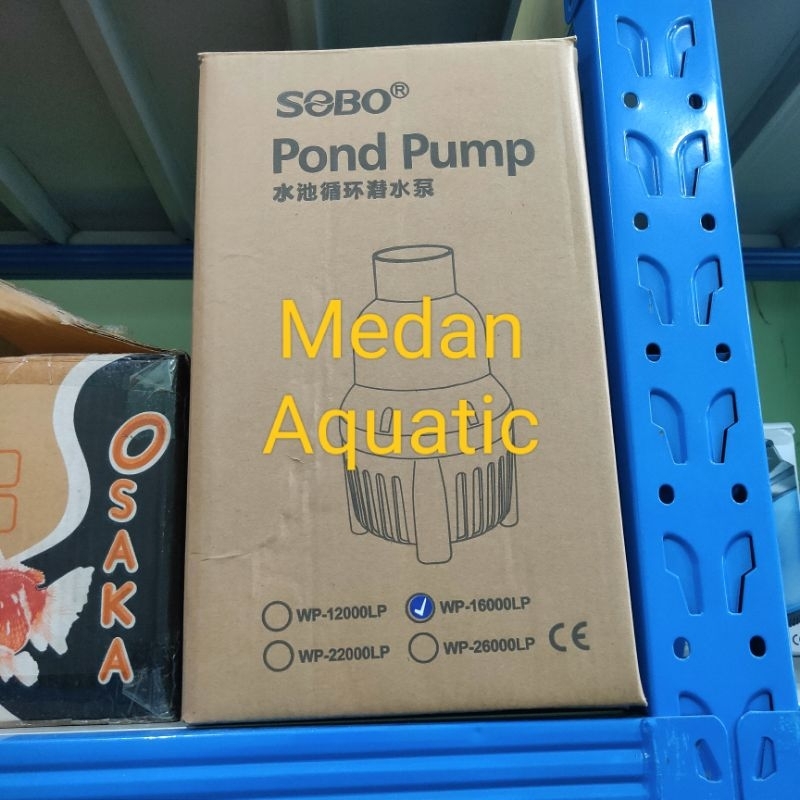 SOBO®
Pond Pump
水池循环潜水泵
Medan
Aquatic
WP-12000LP
WP-16000LP
WP-22000LP
WP-26000LP
CE
OSAKA